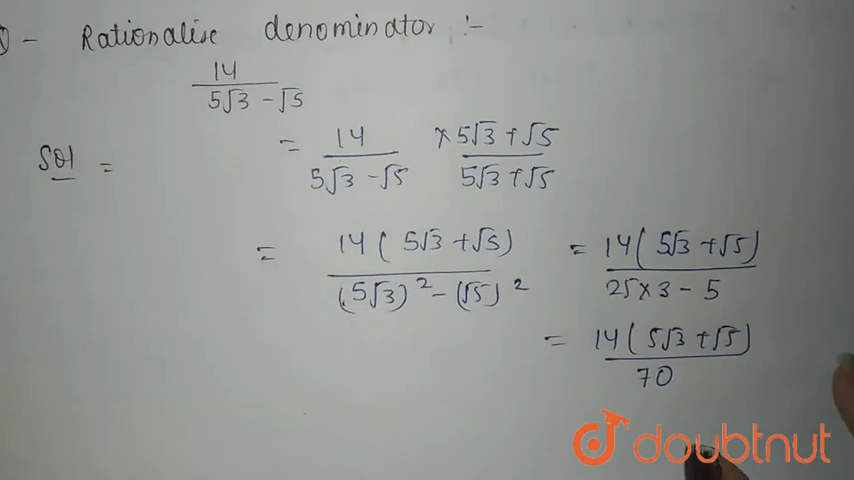 - Rationalise denominator :-
14
5√3 - √5
Sol =
= 14 × 5√3 + √5
5√3 - √5 5√3 + √5
= 14 ( 5√3 + √5) = 14 ( 5√3 + √5)
(5√3)² - (√5)² 25×3 - 5
= 14 ( 5√3 + √5)
70
doubtnut